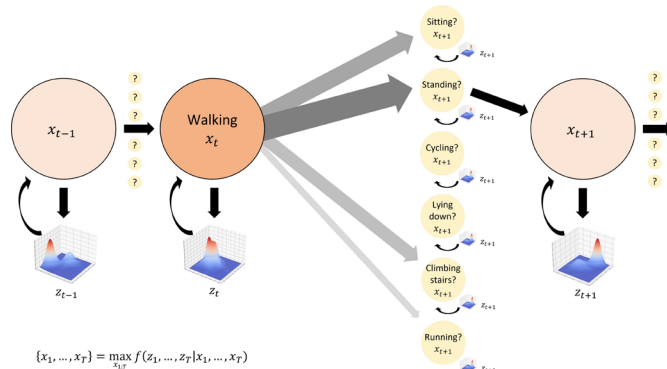 Sitting?
x_{t+1}
z_{t+1}
?
?
?
?
?
?
?
x_{t-1}
z_{t-1}
Walking
x_t
z_t
Standing?
x_{t+1}
z_{t+1}
Cycling?
x_{t+1}
z_{t+1}
Lying
down?
x_{t+1}
z_{t+1}
Climbing
stairs?
x_{t+1}
z_{t+1}
Running?
x_{t+1}
x_{t+1}
z_{t+1}
?
?
?
?
?
?
?
{x_1, ..., x_T} = max_{x_{1:T}} f(z_1, ..., z_T|x_1, ..., x_T)